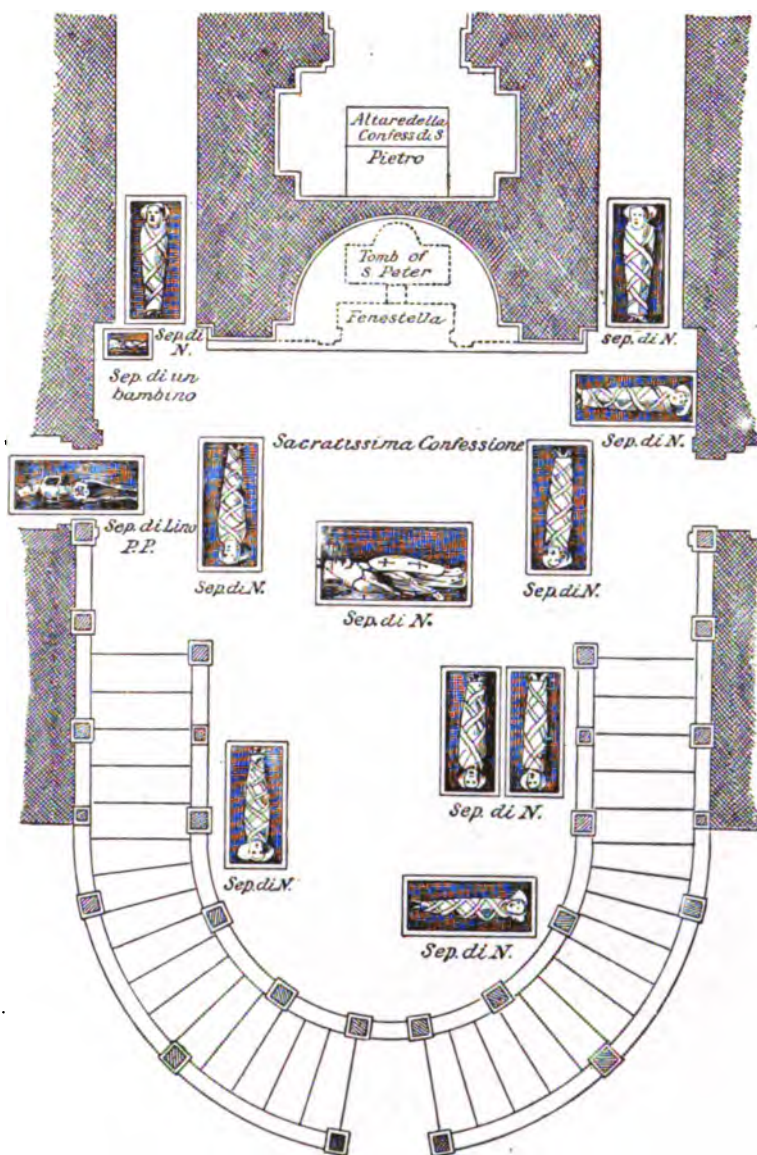 Altare della
Confess di S
Pietro
Tomb of
S. Peter
Fenestella
Sep. di
N.
sep. di N.
Sep. di un
bambino
Sep. di N.
Sacratissima Confessione
Sep. di Lino
P.P.
Sep. di N.
Sep. di N.
Sep. di N.
Sep. di N.
Sep. di N.
Sep. di N.